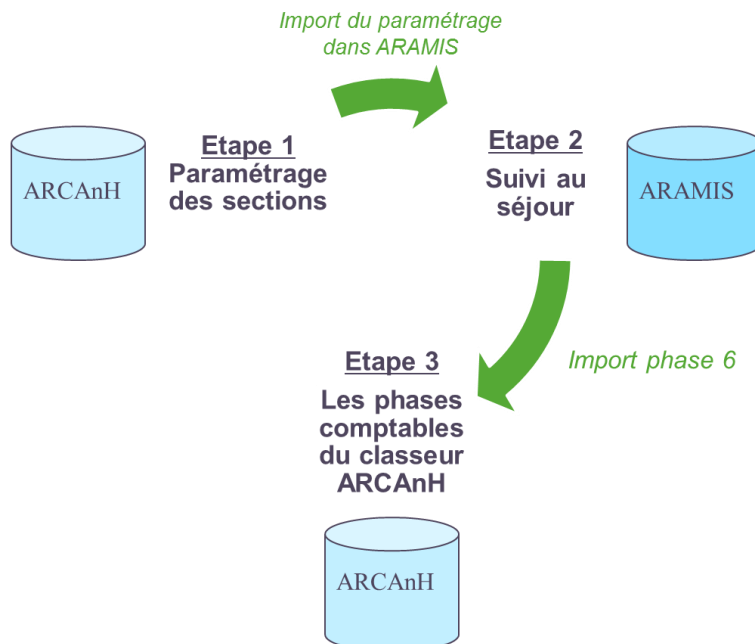 Import du paramétrage
dans ARAMIS
ARCAnH
Etape 1
Paramétrage
des sections
Etape 2
Suivi au
séjour
ARAMIS
Import phase 6
Etape 3
Les phases
comptables
du classeur
ARCAnH
ARCAnH